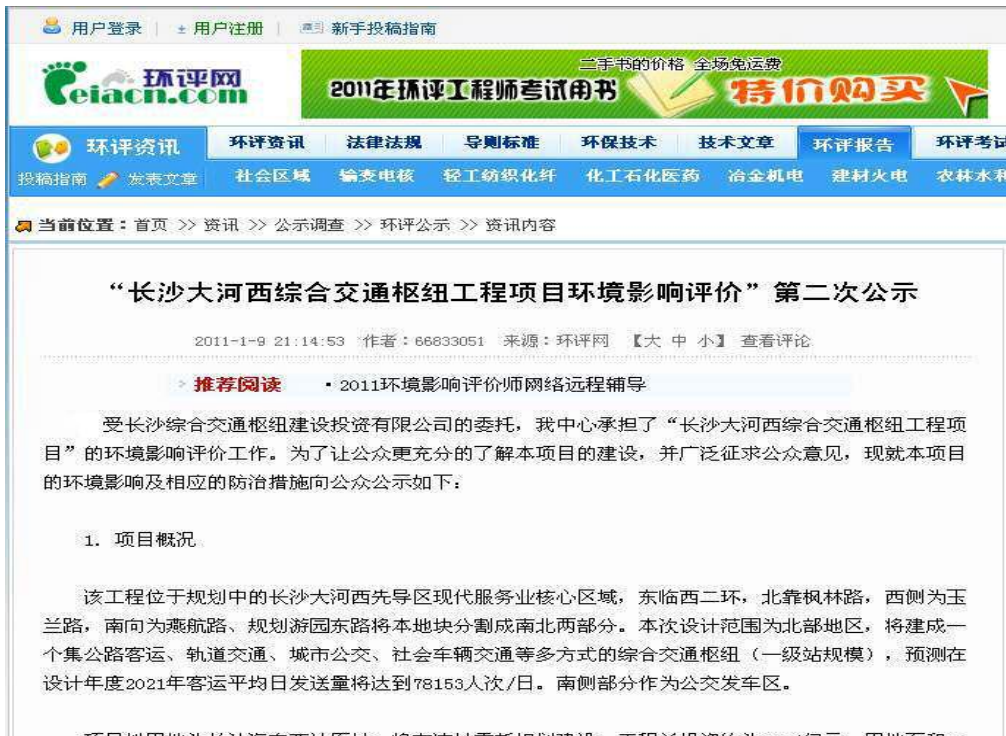 用户登录 用户注册 新手投稿指南
环评网
eiacn.com
二手书的价格 全场免运费
2011年环评工程师考试用书 特价购买
环评资讯 环评资讯 法律法规 导则标准 环保技术 技术文章 环评报告 环评考试
投稿指南 发表文章 社会区域 输变电核 轻工纺织化纤 化工石化医药 冶金机电 建材火电 农林水利
当前位置：首页 >> 资讯 >> 公示调查 >> 环评公示 >> 资讯内容
“长沙大河西综合交通枢纽工程项目环境影响评价”第二次公示
2011-1-9 21:14:53 作者：66833051 来源：环评网 【大 中 小】 查看评论
推荐阅读 ·2011环境影响评价师网络远程辅导
受长沙综合交通枢纽建设投资有限公司的委托，我中心承担了“长沙大河西综合交通枢纽工程项
目”的环境影响评价工作。为了让公众更充分的了解本项目的建设，并广泛征求公众意见，现就本项目
的环境影响及相应的防治措施向公众公示如下：
1. 项目概况
该工程位于规划中的长沙大河西先导区现代服务业核心区域，东临西二环，北靠枫林路，西侧为玉
兰路，南向为燕航路、规划游园东路将本地块分割成南北两部分。本次设计范围为北部地区，将建成一
个集公路客运、轨道交通、城市公交、社会车辆交通等多方式的综合交通枢纽（一级站规模），预测在
设计年度2021年客运平均日发送量将达到78153人次/日。南侧部分作为公交发车区。